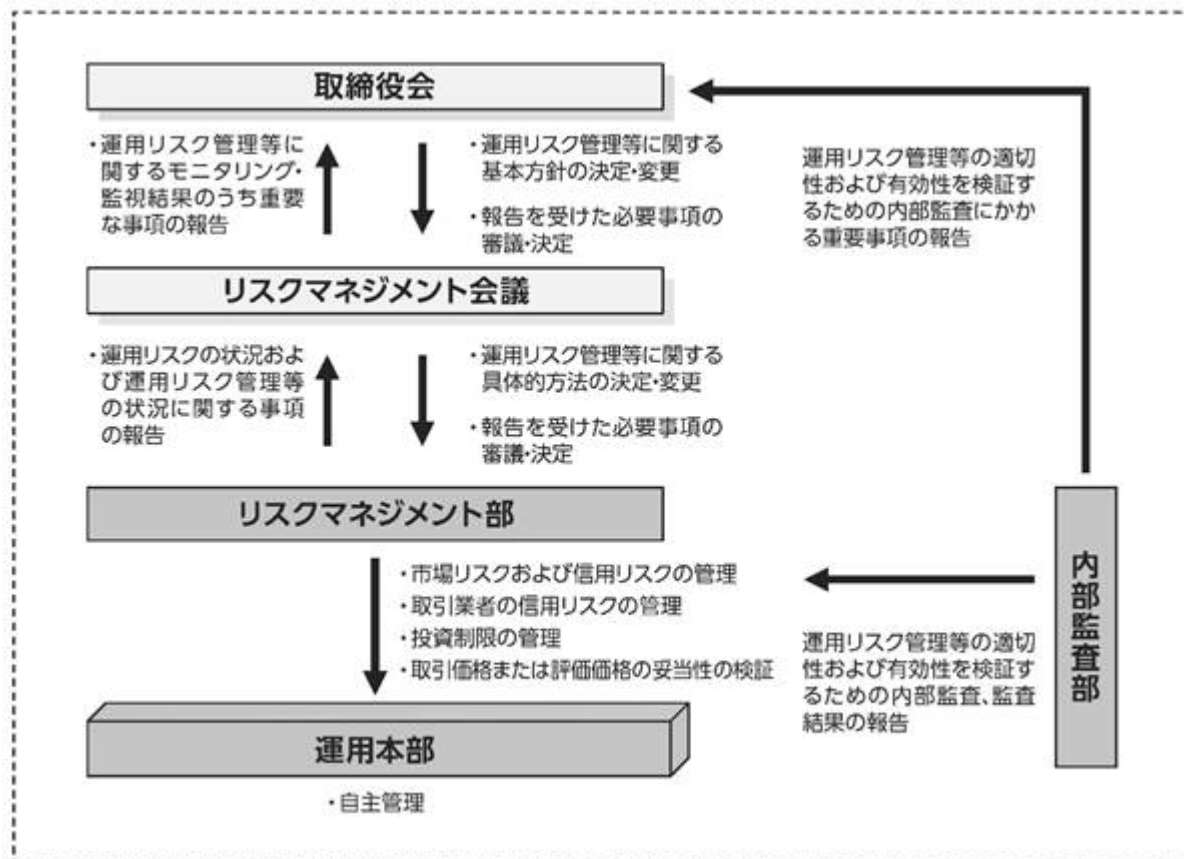 取締役会
・運用リスク管理等に
関するモニタリング・
監視結果のうち重要
な事項の報告
・運用リスク管理等に関する
基本方針の決定・変更
・報告を受けた必要事項の
審議・決定
運用リスク管理等の適切
性および有効性を検証す
るための内部監査にかか
る重要事項の報告
リスクマネジメント会議
・運用リスクの状況およ
び運用リスク管理等
の状況に関する事項
の報告
・運用リスク管理等に関する
具体的方法の決定・変更
・報告を受けた必要事項の
審議・決定
リスクマネジメント部
・市場リスクおよび信用リスクの管理
・取引業者の信用リスクの管理
・投資制限の管理
・取引価格または評価価格の妥当性の検証
運用リスク管理等の適切
性および有効性を検証す
るための内部監査、監査
結果の報告
内部監査部
運用本部
・自主管理